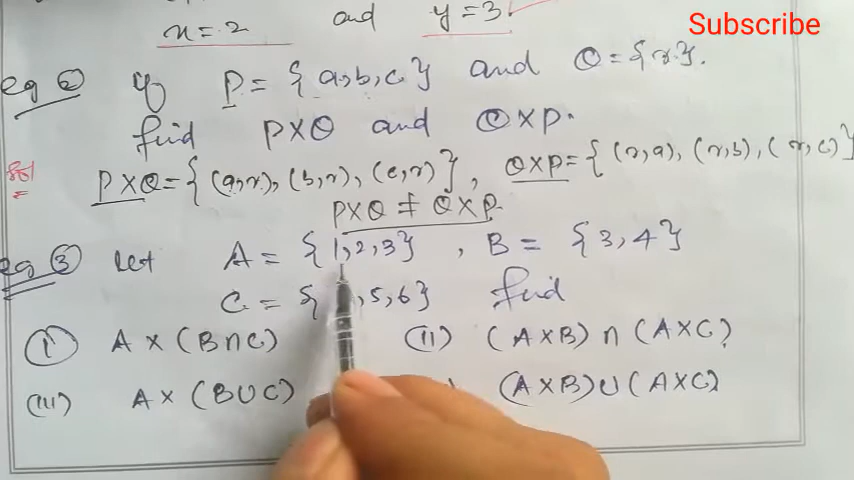 Subscribe
x = 2 and y = 3.
eg ② If P = {a, b, c} and Q = {r}.
find P×Q and Q×P.
Sol P×Q = {(a,r), (b,r), (c,r)}, Q×P = {(r,a), (r,b), (r,c)}
P×Q ≠ Q×P.
eg ③ Let A = {1,2,3}, B = {3,4}
C = { ,5,6} find
(i) A × (B∩C) (ii) (A×B) ∩ (A×C)
(iii) A × (B∪C) (A×B) ∪ (A×C)